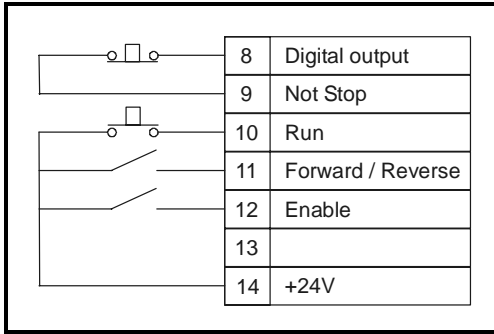 8 Digital output
9 Not Stop
10 Run
11 Forward / Reverse
12 Enable
13
14 +24V